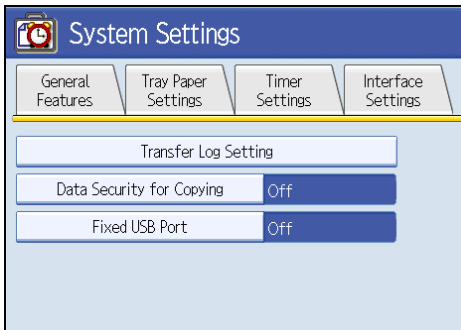 System Settings
General Features
Tray Paper Settings
Timer Settings
Interface Settings
Transfer Log Setting
Data Security for Copying Off
Fixed USB Port Off